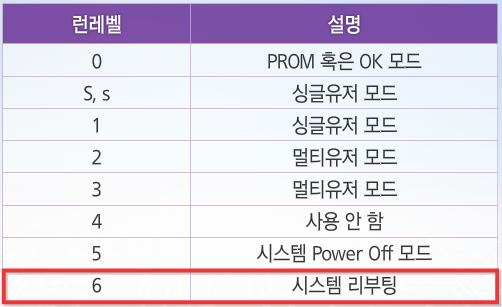 런레벨 설명
0 PROM 혹은 OK 모드
S, s 싱글유저 모드
1 싱글유저 모드
2 멀티유저 모드
3 멀티유저 모드
4 사용 안 함
5 시스템 Power Off 모드
6 시스템 리부팅